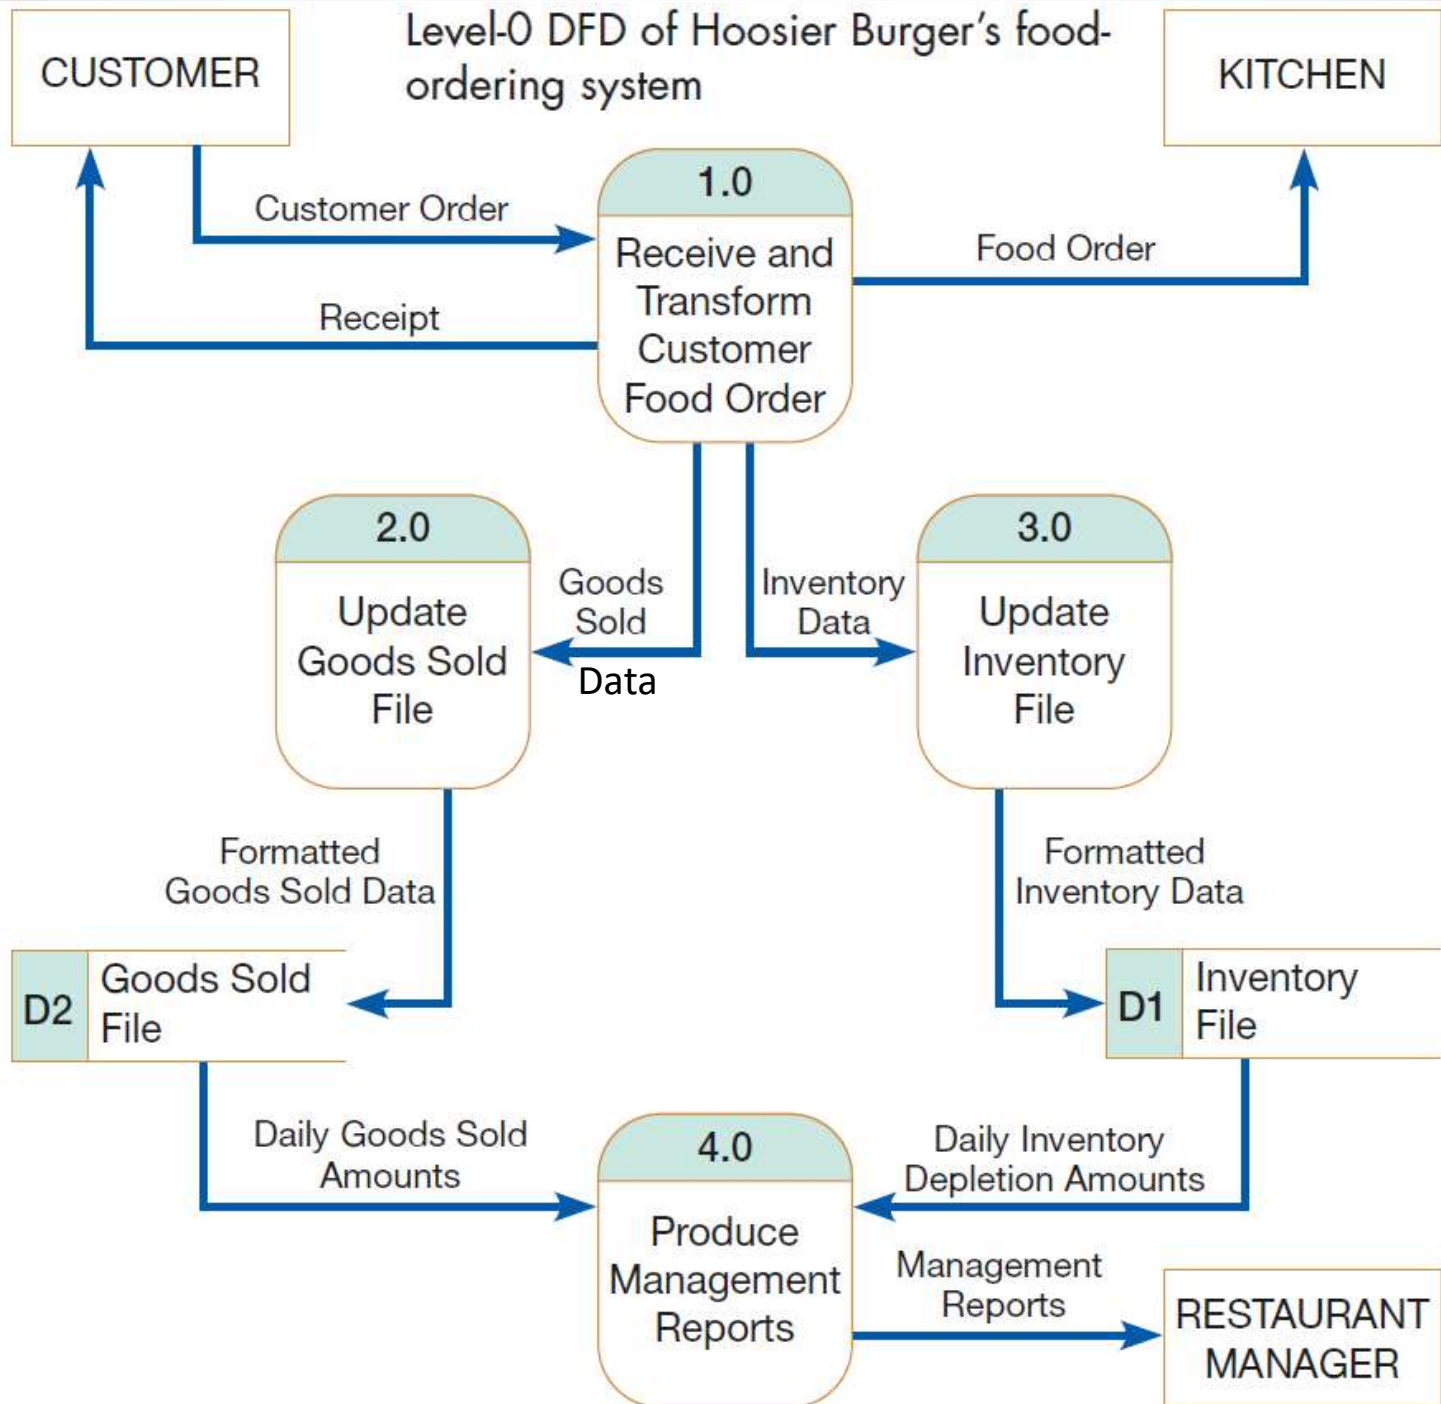 Level-0 DFD of Hoosier Burger's food-
ordering system
CUSTOMER
KITCHEN
1.0
Receive and
Transform
Customer
Food Order
Customer Order
Receipt
Food Order
2.0
Update
Goods Sold
File
Goods
Sold
Data
Inventory
Data
3.0
Update
Inventory
File
Formatted
Goods Sold Data
Formatted
Inventory Data
D2
Goods Sold
File
D1
Inventory
File
Daily Goods Sold
Amounts
4.0
Produce
Management
Reports
Daily Inventory
Depletion Amounts
Management
Reports
RESTAURANT
MANAGER